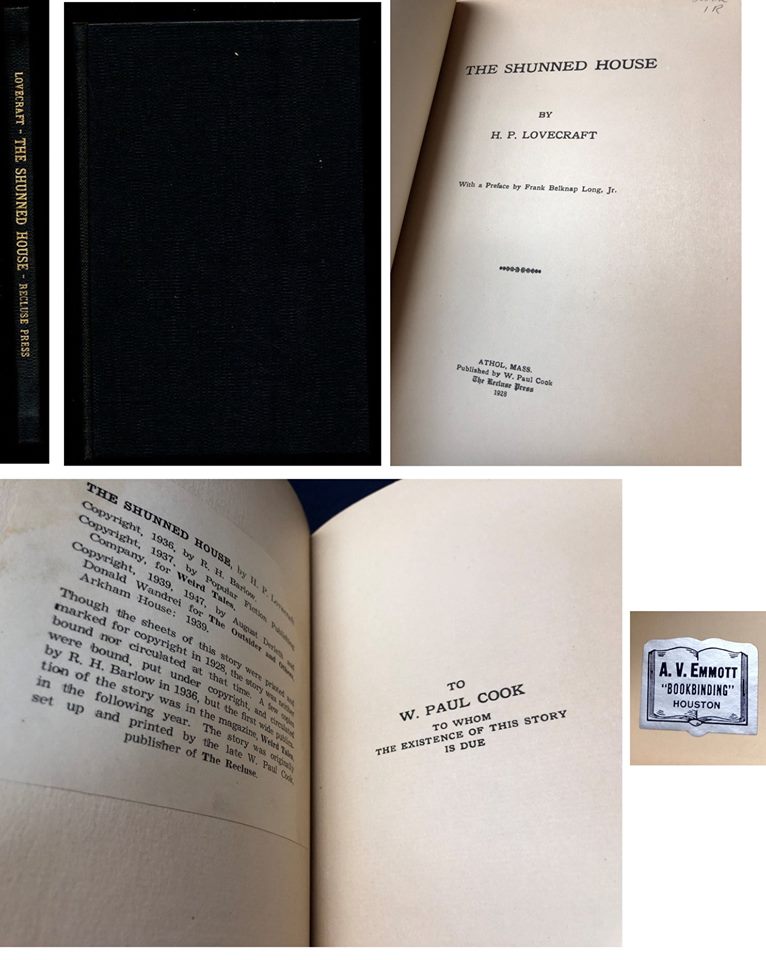 LOVECRAFT - THE SHUNNED HOUSE - RECLUSE PRESS
1R
THE SHUNNED HOUSE
BY
H. P. LOVECRAFT
With a Preface by Frank Belknap Long, Jr.
ATHOL, MASS.
Published by W. Paul Cook
The Recluse Press
1928
THE SHUNNED HOUSE, by H. P. Lovecraft
Copyright, 1936, by R. H. Barlow.
Copyright, 1937, by Popular Fiction Publishing
Company, for Weird Tales.
Copyright, 1939, 1947, by August Derleth and
Donald Wandrei for The Outsider and Others,
Arkham House: 1939.
Though the sheets of this story were printed and
marked for copyright in 1928, the story was neither
bound nor circulated at that time. A few copies
were bound, put under copyright, and circulated
by R. H. Barlow in 1936, but the first wide publica-
tion of the story was in the magazine, Weird Tales,
in the following year. The story was originally
set up and printed by the late W. Paul Cook,
publisher of The Recluse.
TO
W. PAUL COOK
TO WHOM
THE EXISTENCE OF THIS STORY
IS DUE
A. V. EMMOTT
"BOOKBINDING"
HOUSTON